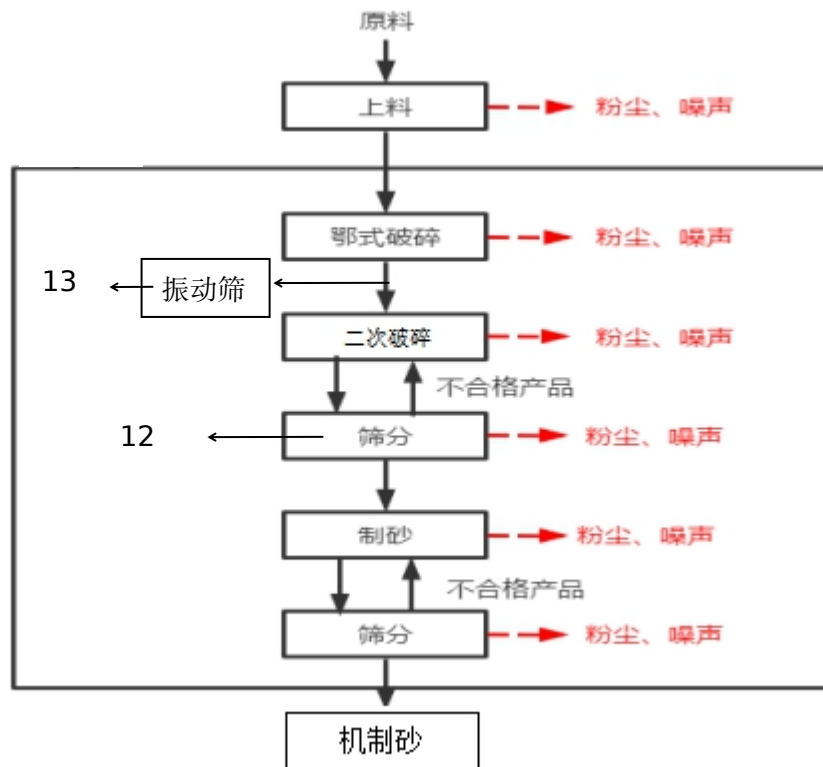 原料
上料
粉尘、噪声
鄂式破碎
粉尘、噪声
13
振动筛
二次破碎
粉尘、噪声
不合格产品
12
筛分
粉尘、噪声
制砂
粉尘、噪声
不合格产品
筛分
粉尘、噪声
机制砂